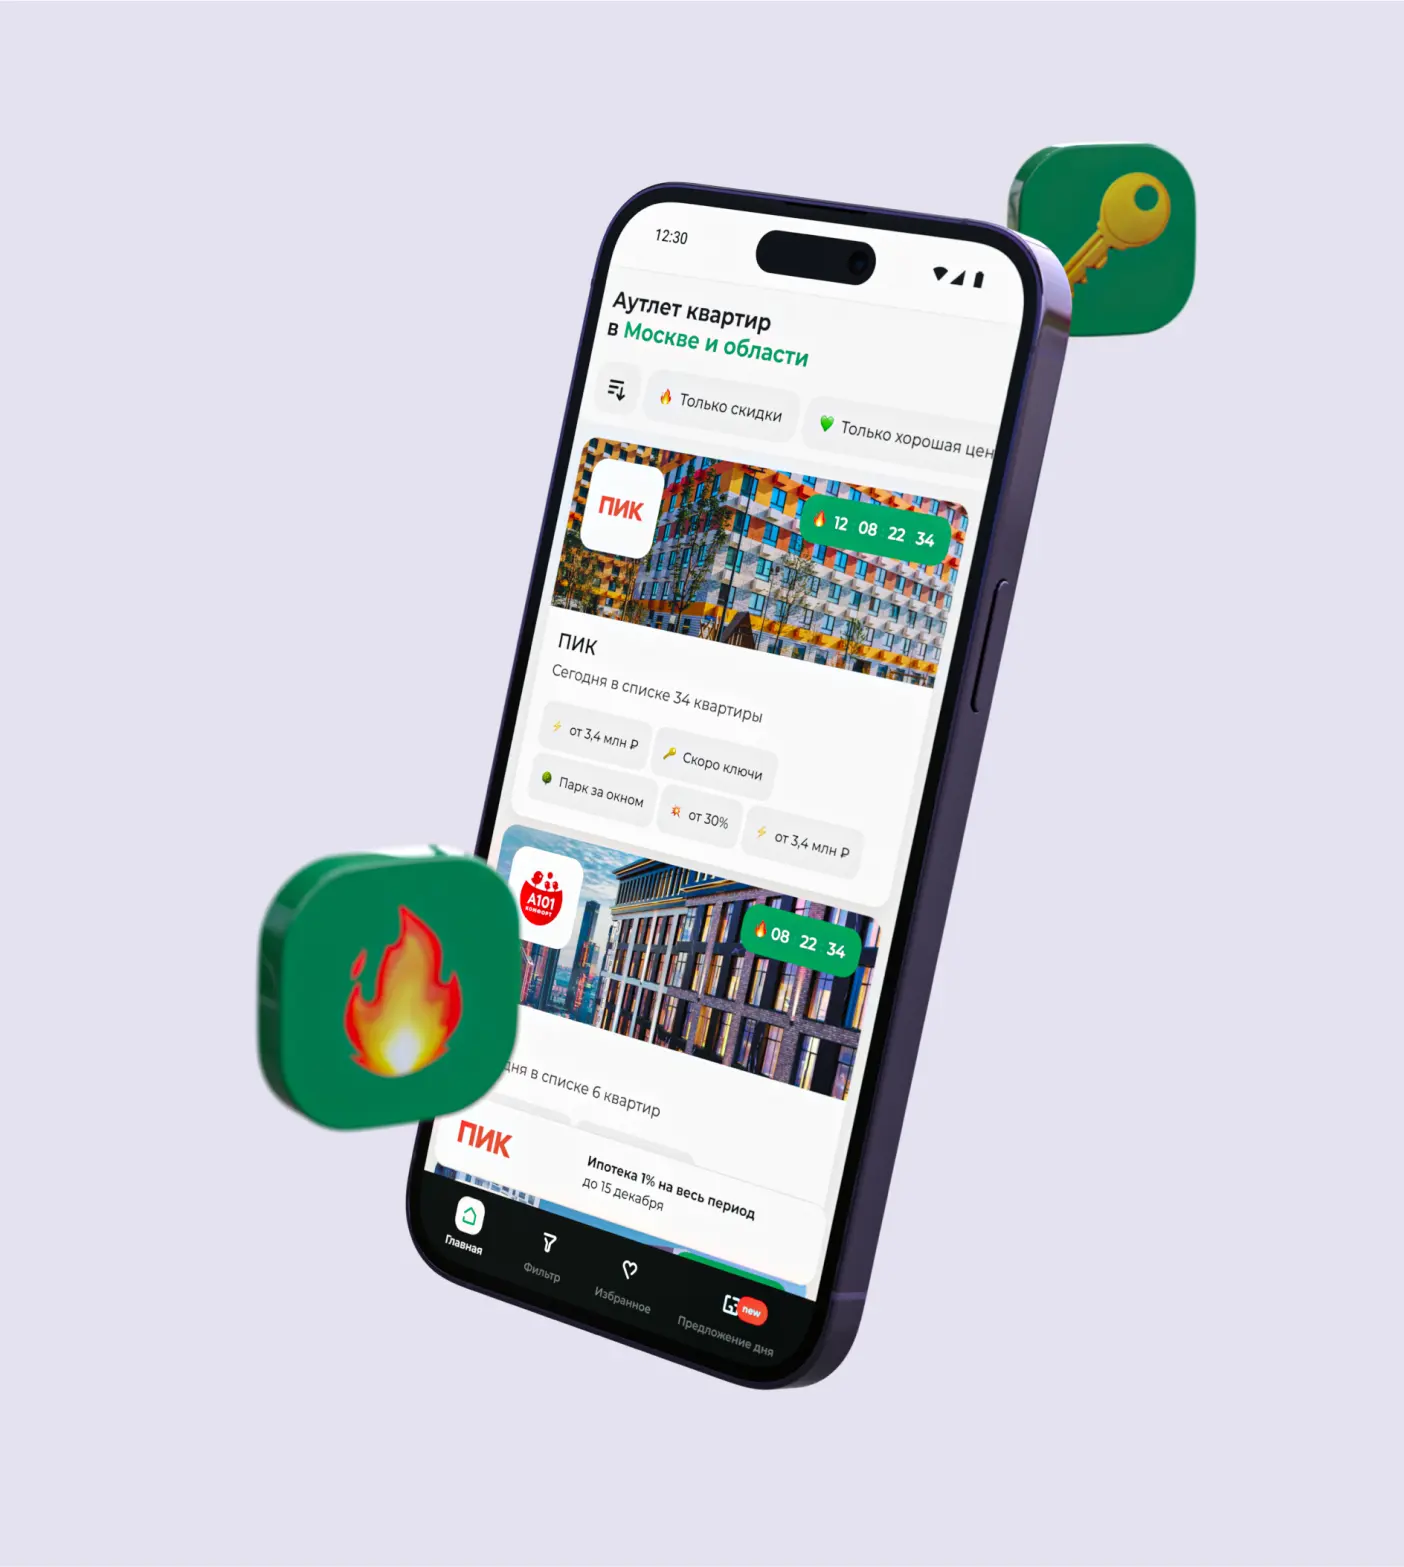 12:30
Аутлет квартир
в Москве и области
Только скидки
Только хорошая цен
ПИК
12 08 22 34
ПИК
Сегодня в списке 34 квартиры
от 3,4 млн ₽
Скоро ключи
Парк за окном
от 30%
от 3,4 млн ₽
А101
КОМФОРТ
08 22 34
дня в списке 6 квартир
ПИК
Ипотека 1% на весь период
до 15 декабря
Главная
Фильтр
Избранное
new
Предложение дня